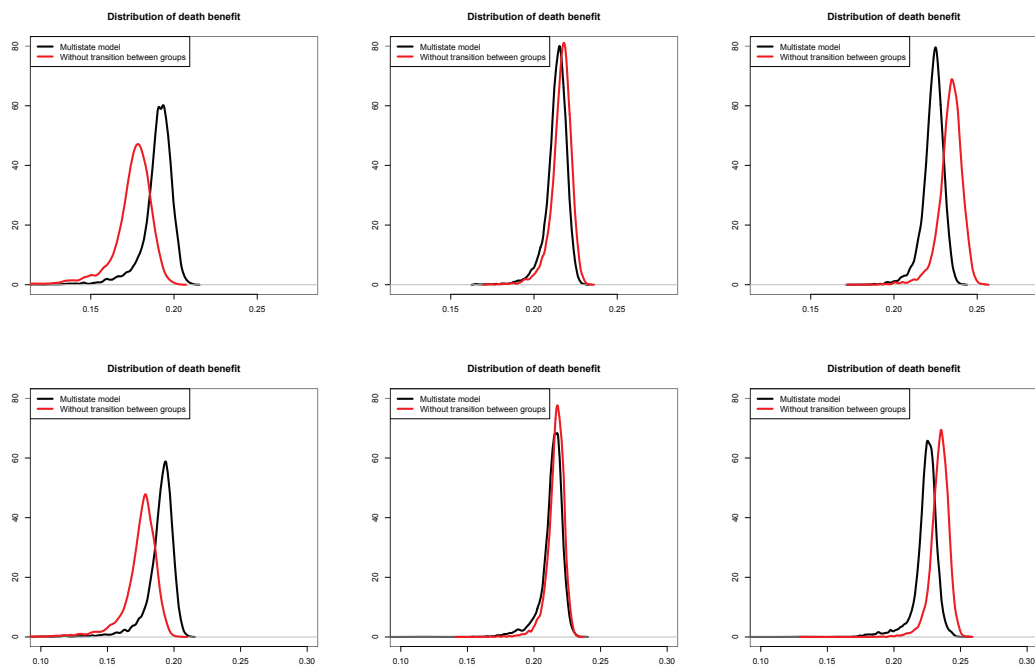 Distribution of death benefit
Multistate model
Without transition between groups
0 20 40 60 80
0.15 0.20 0.25
Distribution of death benefit
Multistate model
Without transition between groups
0 20 40 60 80
0.15 0.20 0.25
Distribution of death benefit
Multistate model
Without transition between groups
0 20 40 60 80
0.15 0.20 0.25
Distribution of death benefit
Multistate model
Without transition between groups
0 20 40 60 80
0.10 0.15 0.20 0.25 0.30
Distribution of death benefit
Multistate model
Without transition between groups
0 20 40 60 80
0.10 0.15 0.20 0.25 0.30
Distribution of death benefit
Multistate model
Without transition between groups
0 20 40 60 80
0.10 0.15 0.20 0.25 0.30